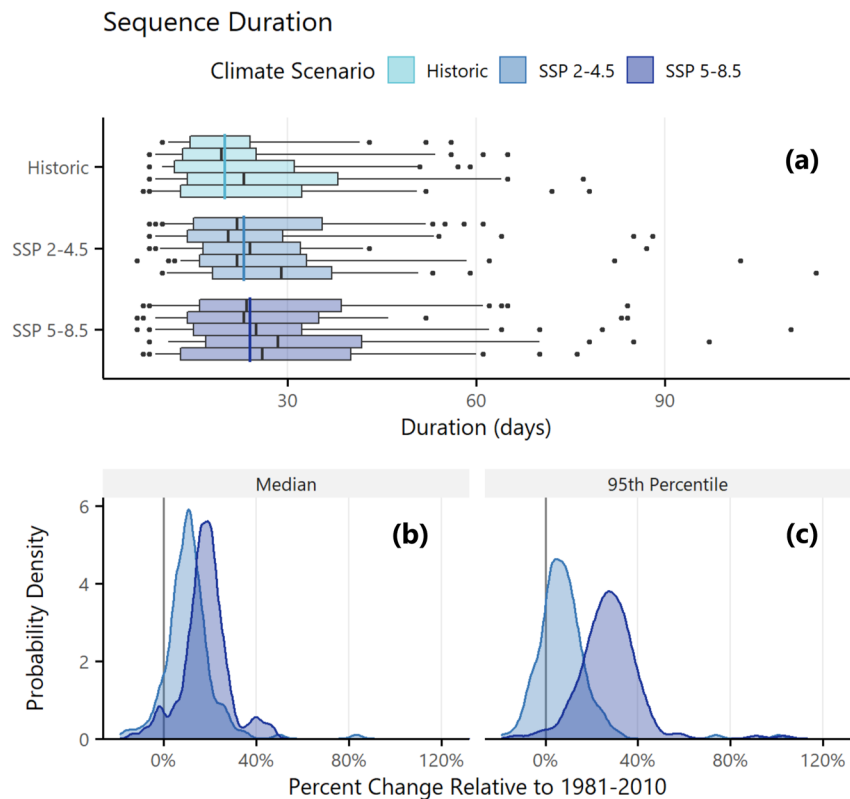 Sequence Duration
Climate Scenario Historic SSP 2-4.5 SSP 5-8.5
(a)
Historic
SSP 2-4.5
SSP 5-8.5
30 60 90
Duration (days)
Median 95th Percentile
(b) (c)
Probability Density
6
4
2
0
0% 40% 80% 120% 0% 40% 80% 120%
Percent Change Relative to 1981-2010